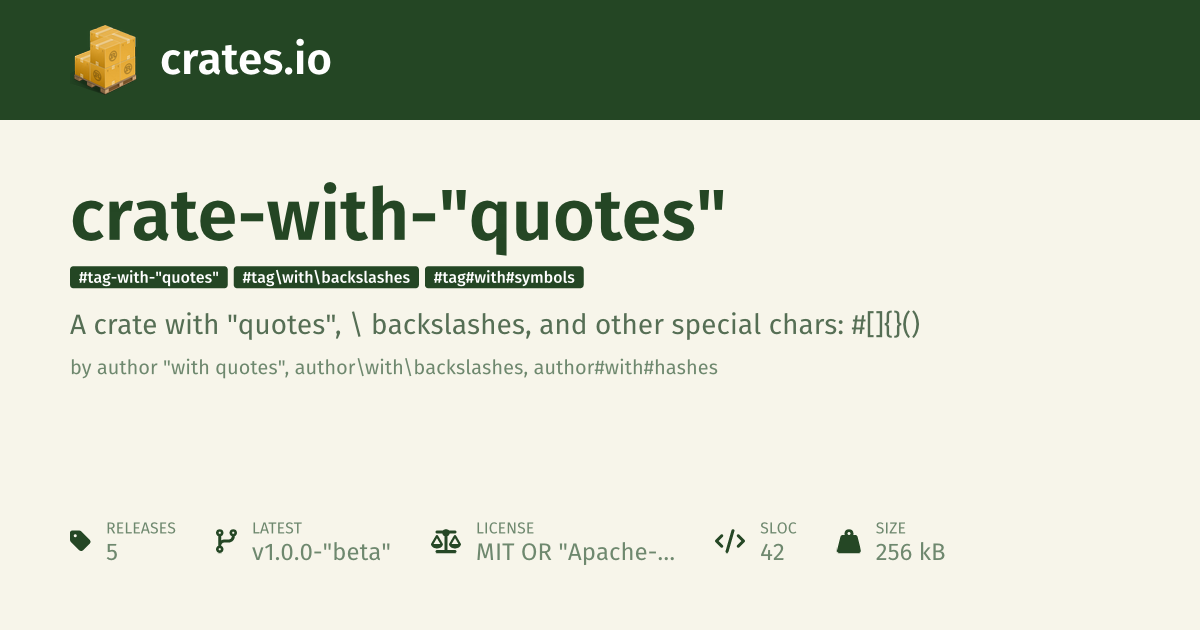 crates.io
crate-with-"quotes"
#tag-with-"quotes" #tag\with\backslashes #tag#with#symbols
A crate with "quotes", \ backslashes, and other special chars: #[]{}()
by author "with quotes", author\with\backslashes, author#with#hashes
RELEASES LATEST LICENSE SLOC SIZE
5 v1.0.0-"beta" MIT OR "Apache-... 42 256 kB